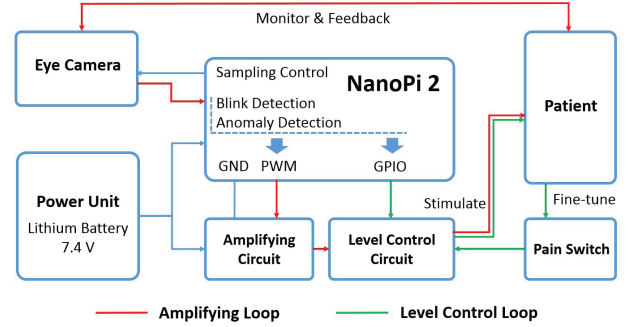 Monitor & Feedback
Eye Camera
Sampling Control
NanoPi 2
Blink Detection
Anomaly Detection
GND PWM GPIO
Patient
Power Unit
Lithium Battery
7.4 V
Stimulate
Fine-tune
Amplifying
Circuit
Level Control
Circuit
Pain Switch
Amplifying Loop
Level Control Loop